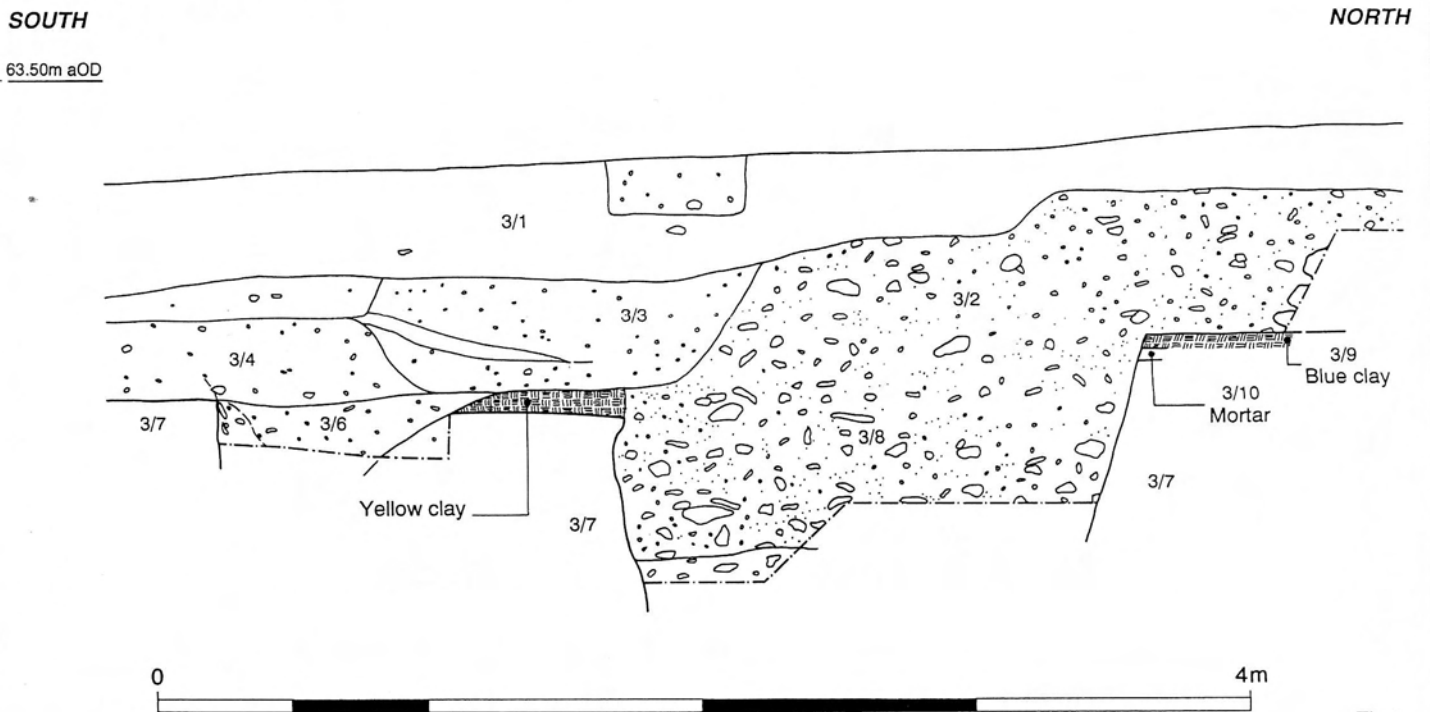 SOUTH
NORTH
63.50m aOD
3/1
3/2
3/3
3/4
3/9
Blue clay
3/10
Mortar
3/7
3/6
3/8
3/7
Yellow clay
3/7
0
4m